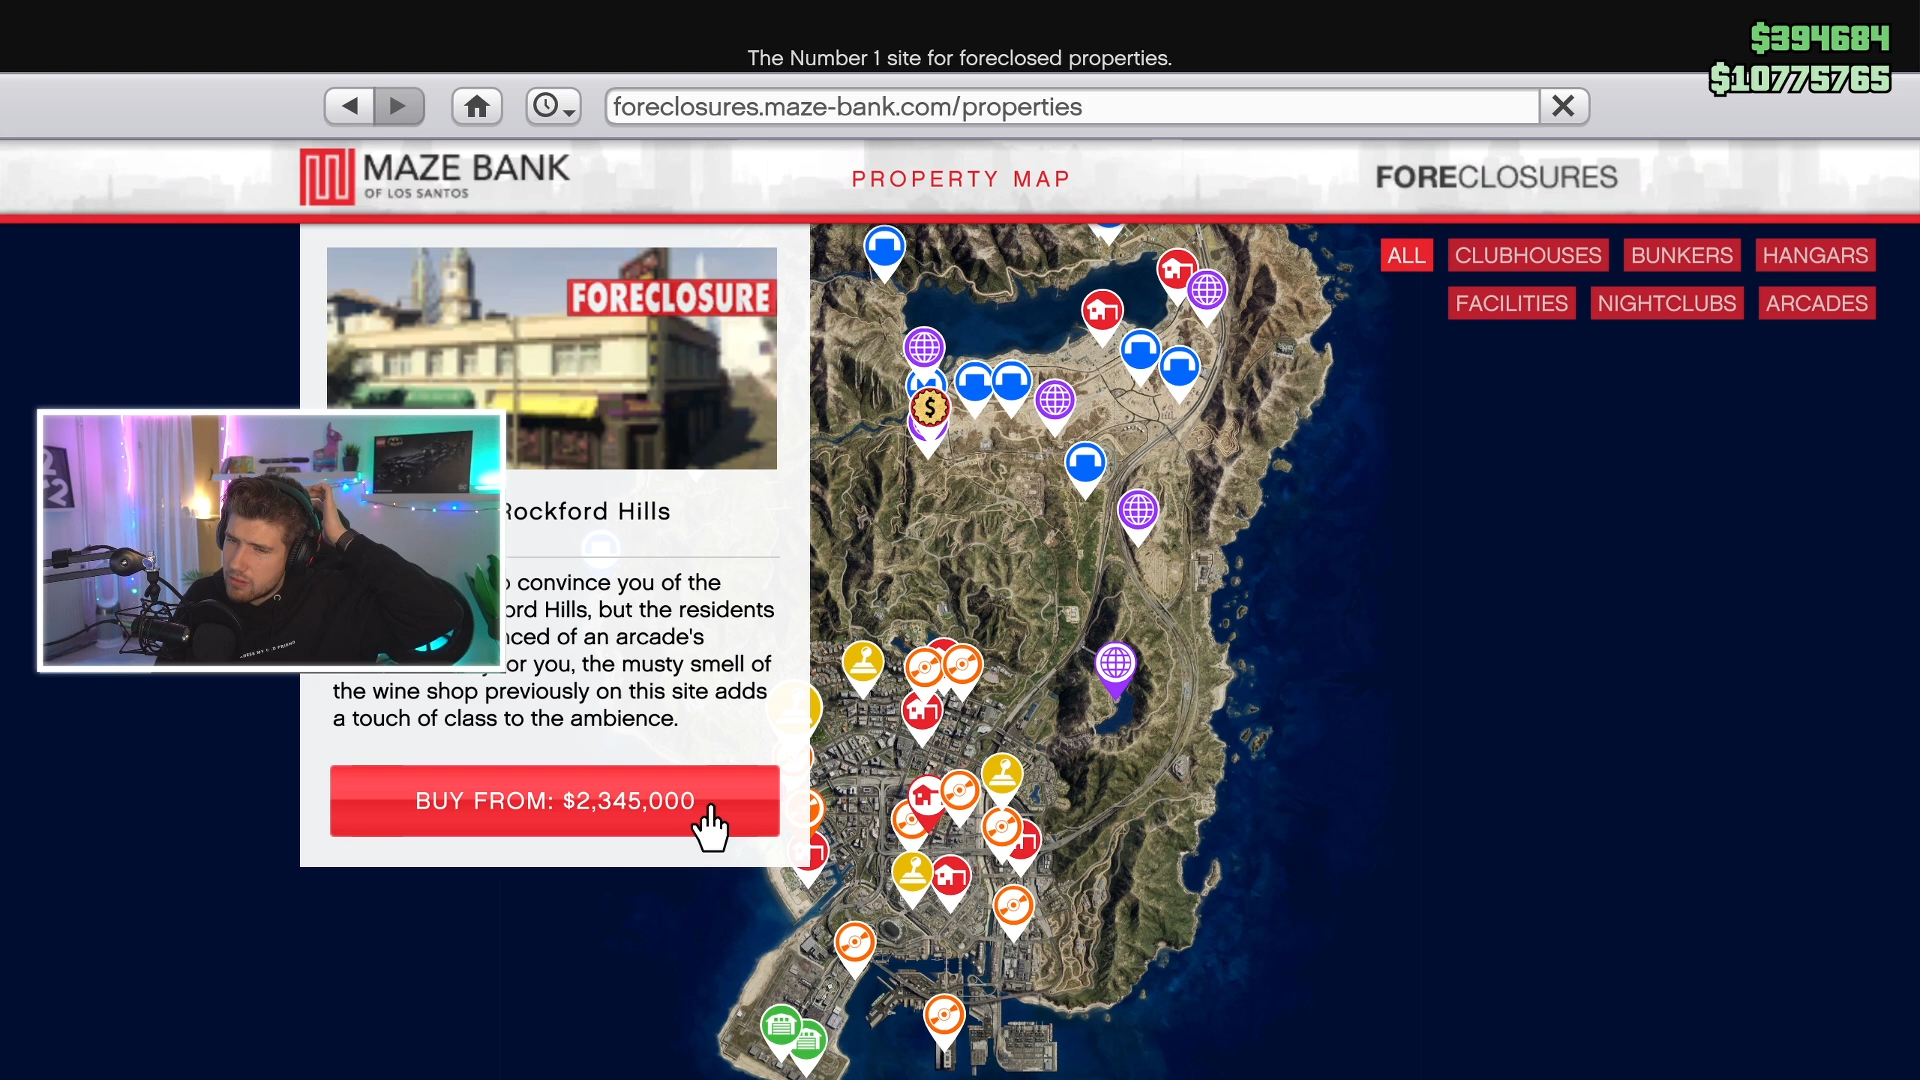 The Number 1 site for foreclosed properties.
$394684
$10775765
foreclosures.maze-bank.com/properties
MAZE BANK
OF LOS SANTOS
PROPERTY MAP
FORECLOSURES
ALL CLUBHOUSES BUNKERS HANGARS
FACILITIES NIGHTCLUBS ARCADES
FORECLOSURE
Rockford Hills
convince you of the
Hills, but the residents
of an arcade's
you, the musty smell of
the wine shop previously on this site adds
a touch of class to the ambience.
BUY FROM: $2,345,000